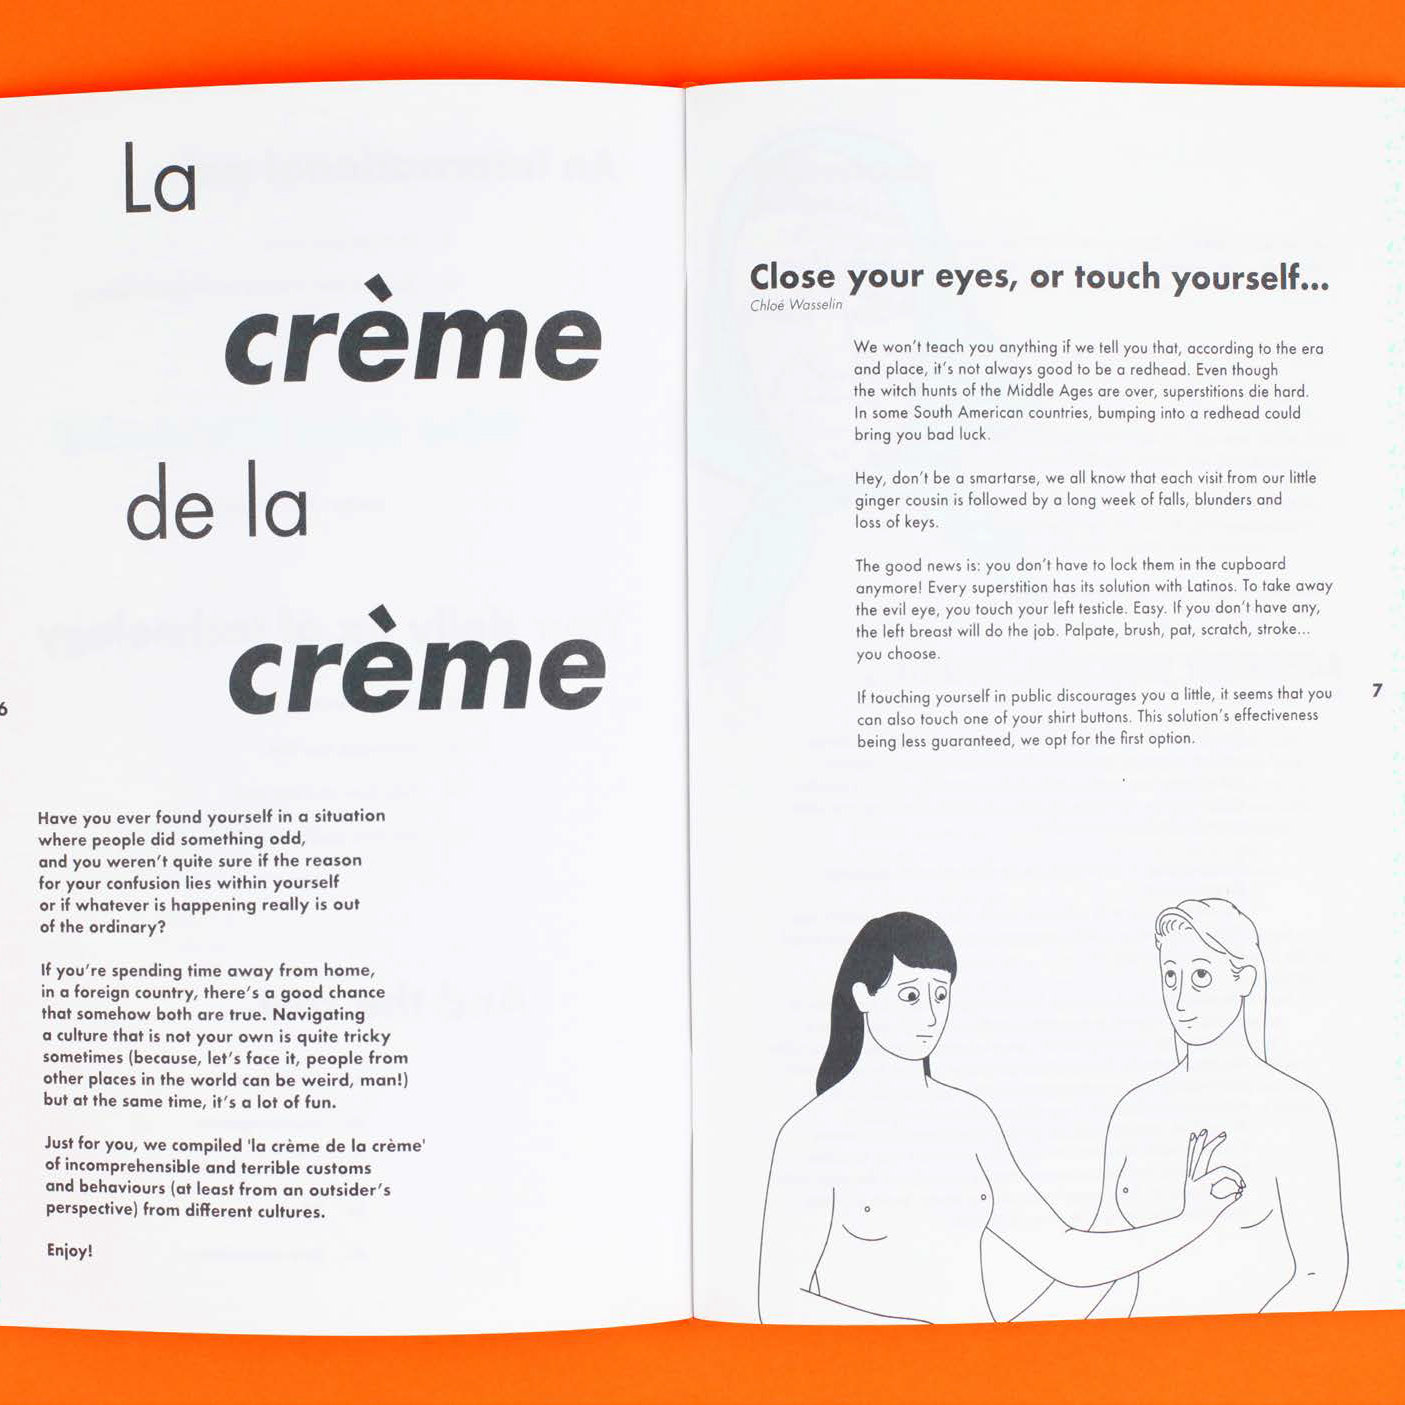 La
crème
de la
crème
6
Have you ever found yourself in a situation
where people did something odd,
and you weren't quite sure if the reason
for your confusion lies within yourself
or if whatever is happening really is out
of the ordinary?
If you're spending time away from home,
in a foreign country, there's a good chance
that somehow both are true. Navigating
a culture that is not your own is quite tricky
sometimes (because, let's face it, people from
other places in the world can be weird, man!)
but at the same time, it's a lot of fun.
Just for you, we compiled 'la crème de la crème'
of incomprehensible and terrible customs
and behaviours (at least from an outsider's
perspective) from different cultures.
Enjoy!
Close your eyes, or touch yourself...
Chloé Wasselin
We won't teach you anything if we tell you that, according to the era
and place, it's not always good to be a redhead. Even though
the witch hunts of the Middle Ages are over, superstitions die hard.
In some South American countries, bumping into a redhead could
bring you bad luck.
Hey, don't be a smartarse, we all know that each visit from our little
ginger cousin is followed by a long week of falls, blunders and
loss of keys.
The good news is: you don't have to lock them in the cupboard
anymore! Every superstition has its solution with Latinos. To take away
the evil eye, you touch your left testicle. Easy. If you don't have any,
the left breast will do the job. Palpate, brush, pat, scratch, stroke...
you choose.
If touching yourself in public discourages you a little, it seems that you
can also touch one of your shirt buttons. This solution's effectiveness
being less guaranteed, we opt for the first option.
7